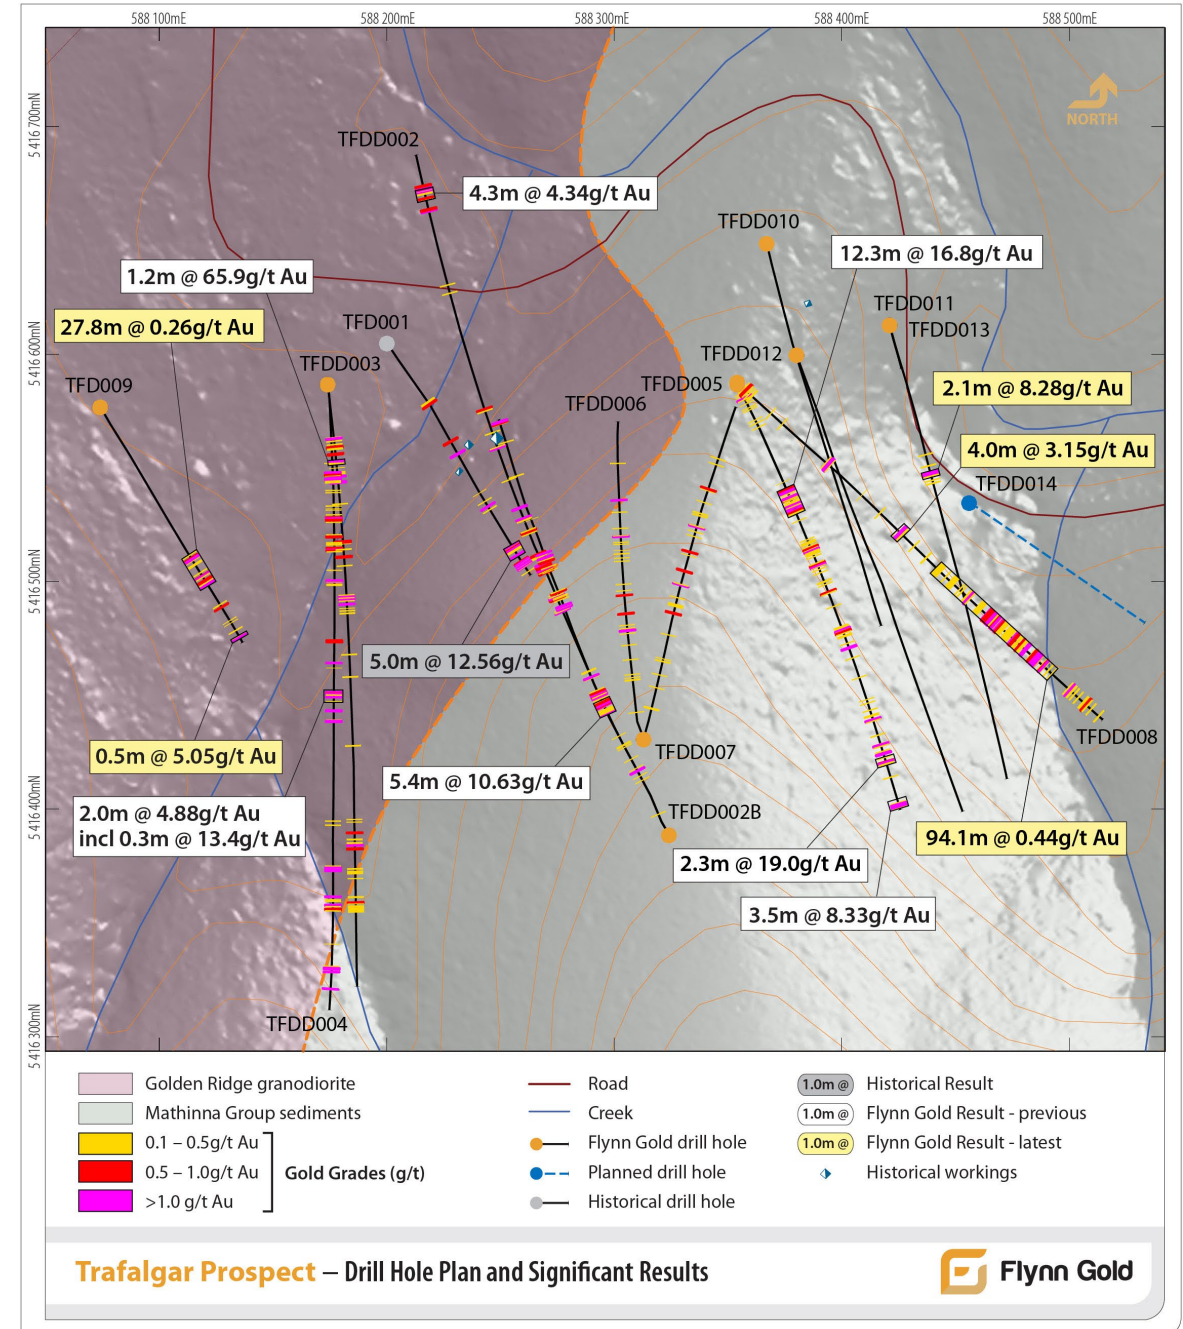 588 100mE
588 200mE
588 300mE
588 400mE
588 500mE
5 416 700mN
5 416 600mN
5 416 500mN
5 416 400mN
5 416 300mN
NORTH
TFDD002
4.3m @ 4.34g/t Au
TFDD010
12.3m @ 16.8g/t Au
1.2m @ 65.9g/t Au
27.8m @ 0.26g/t Au
TFD001
TFDD011
TFDD013
TFDD003
TFDD012
TFD009
TFDD005
2.1m @ 8.28g/t Au
TFDD006
4.0m @ 3.15g/t Au
TFDD014
5.0m @ 12.56g/t Au
0.5m @ 5.05g/t Au
TFDD007
TFDD008
5.4m @ 10.63g/t Au
2.0m @ 4.88g/t Au
incl 0.3m @ 13.4g/t Au
TFDD002B
94.1m @ 0.44g/t Au
2.3m @ 19.0g/t Au
3.5m @ 8.33g/t Au
TFDD004
Golden Ridge granodiorite
Mathinna Group sediments
0.1 – 0.5g/t Au
0.5 – 1.0g/t Au
>1.0 g/t Au
Gold Grades (g/t)
Road
Creek
Flynn Gold drill hole
Planned drill hole
Historical drill hole
1.0m @ Historical Result
1.0m @ Flynn Gold Result - previous
1.0m @ Flynn Gold Result - latest
Historical workings
Trafalgar Prospect – Drill Hole Plan and Significant Results
Flynn Gold